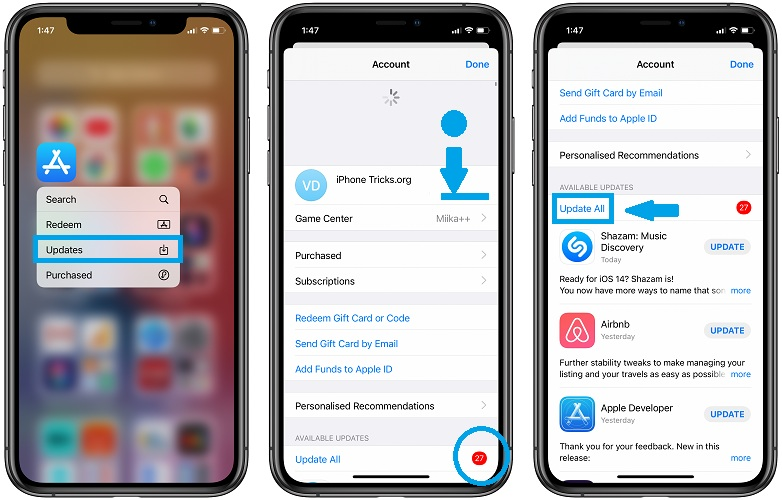 1:47
Search
Redeem
Updates
Purchased
1:47
Account
Done
VD
iPhone Tricks.org
Game Center
Miika++
Purchased
Subscriptions
Redeem Gift Card or Code
Send Gift Card by Email
Add Funds to Apple ID
Personalised Recommendations
AVAILABLE UPDATES
Update All
27
1:47
Account
Done
Send Gift Card by Email
Add Funds to Apple ID
Personalised Recommendations
AVAILABLE UPDATES
Update All
27
Shazam: Music
Discovery
Today
UPDATE
Ready for iOS 14? Shazam is!
You now have more ways to name that
more
Airbnb
Yesterday
UPDATE
Further stability tweaks to make managing your
listing and your travels as easy as possible
more
Apple Developer
Yesterday
UPDATE
Thank you for your feedback. New in this
release:
more